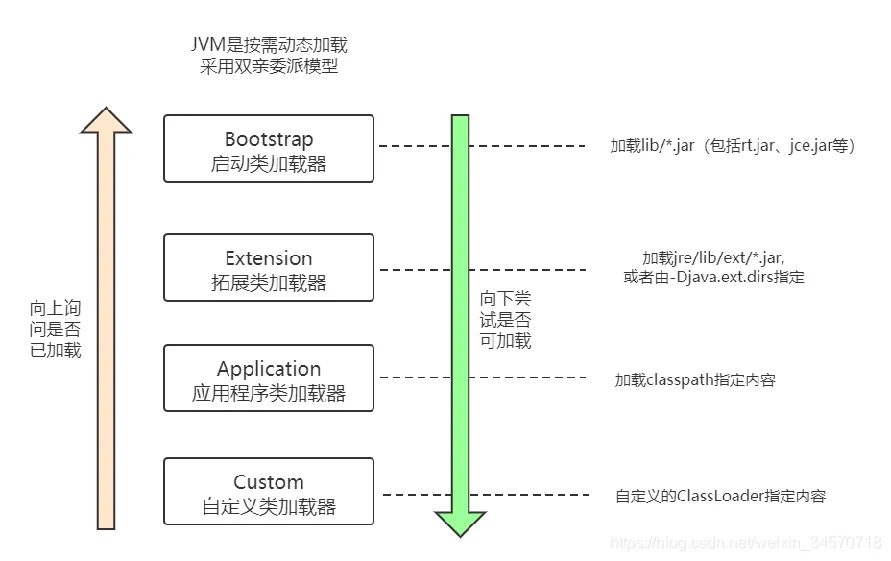 JVM是按需动态加载
采用双亲委派模型
Bootstrap
启动类加载器
加载lib/*.jar（包括rt.jar、jce.jar等）
Extension
拓展类加载器
加载jre/lib/ext/*.jar,
或者由-Djava.ext.dirs指定
向上询
问是否
已加载
向下尝
试是否
可加载
Application
应用程序类加载器
加载classpath指定内容
Custom
自定义类加载器
自定义的ClassLoader指定内容
https://blog.csdn.net/weixin_34570718